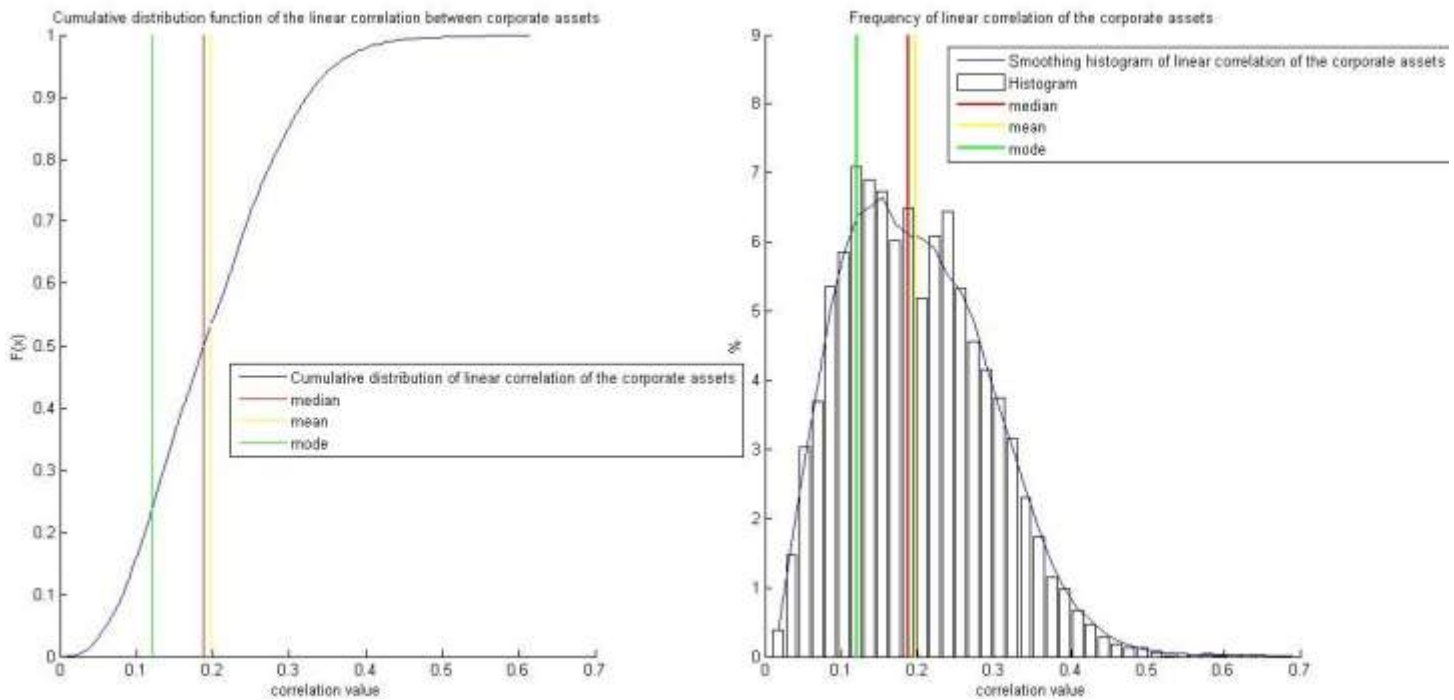 Cumulative distribution function of the linear correlation between corporate assets
1
0.9
0.8
0.7
0.6
0.5
0.4
0.3
0.2
0.1
0
F(x)
Cumulative distribution of linear correlation of the corporate assets
median
mean
mode
0 0.1 0.2 0.3 0.4 0.5 0.6 0.7
correlation value
Frequency of linear correlation of the corporate assets
9
8
7
6
5
4
3
2
1
0
%
Smoothing histogram of linear correlation of the corporate assets
Histogram
median
mean
mode
0 0.1 0.2 0.3 0.4 0.5 0.6 0.7
correlation value